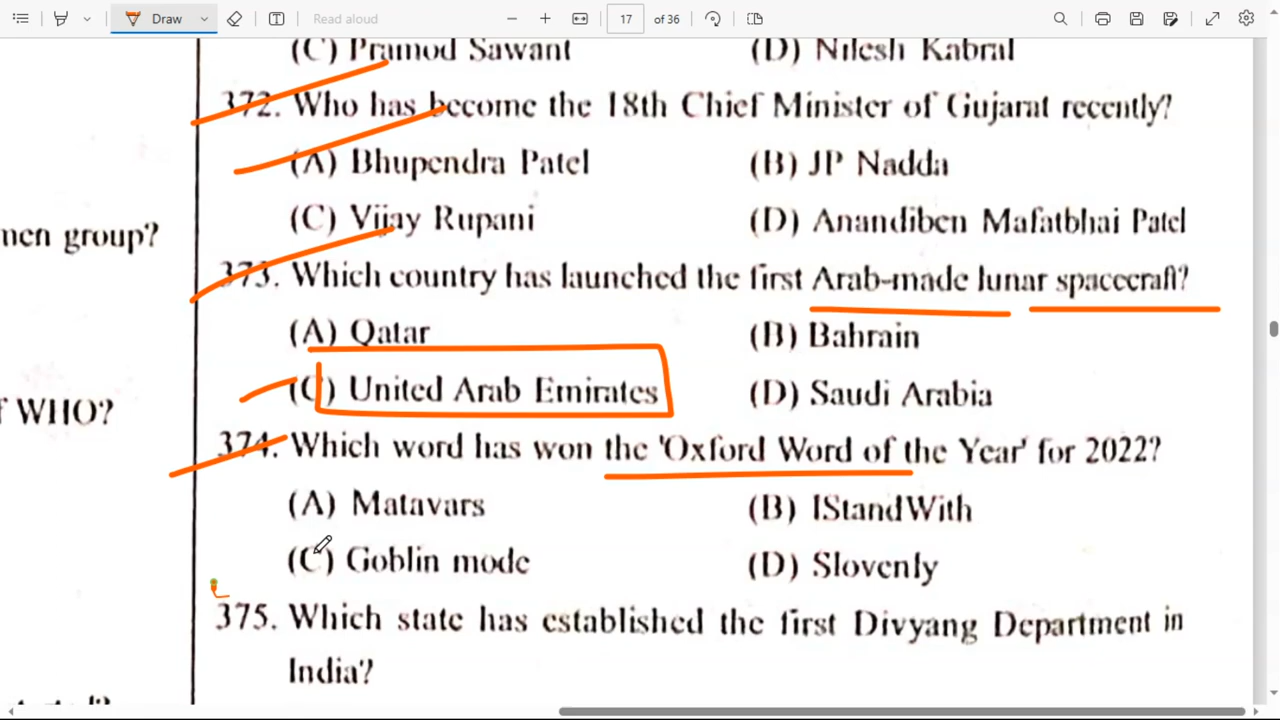 Draw
Read aloud
17 of 36
(C) Pramod Sawant (D) Nilesh Kabral
372. Who has become the 18th Chief Minister of Gujarat recently?
(A) Bhupendra Patel (B) JP Nadda
men group?
(C) Vijay Rupani (D) Anandiben Mafatbhai Patel
373. Which country has launched the first Arab-made lunar spacecraft?
(A) Qatar (B) Bahrain
(C) United Arab Emirates (D) Saudi Arabia
WHO?
374. Which word has won the 'Oxford Word of the Year' for 2022?
(A) Matavars (B) IStandWith
(C) Goblin mode (D) Slovenly
375. Which state has established the first Divyang Department in
India?